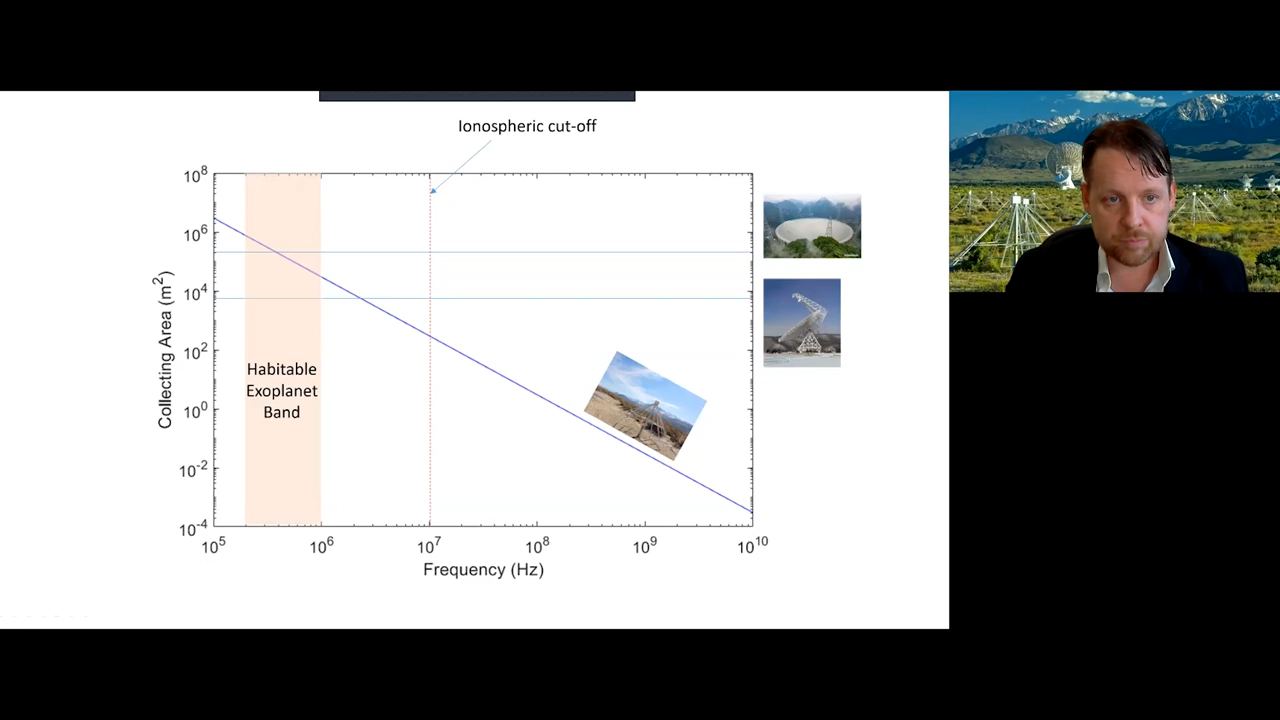 Ionospheric cut-off
10^8
10^6
10^4
10^2
10^0
10^-2
10^-4
Collecting Area (m^2)
Habitable
Exoplanet
Band
10^5
10^6
10^7
10^8
10^9
10^10
Frequency (Hz)